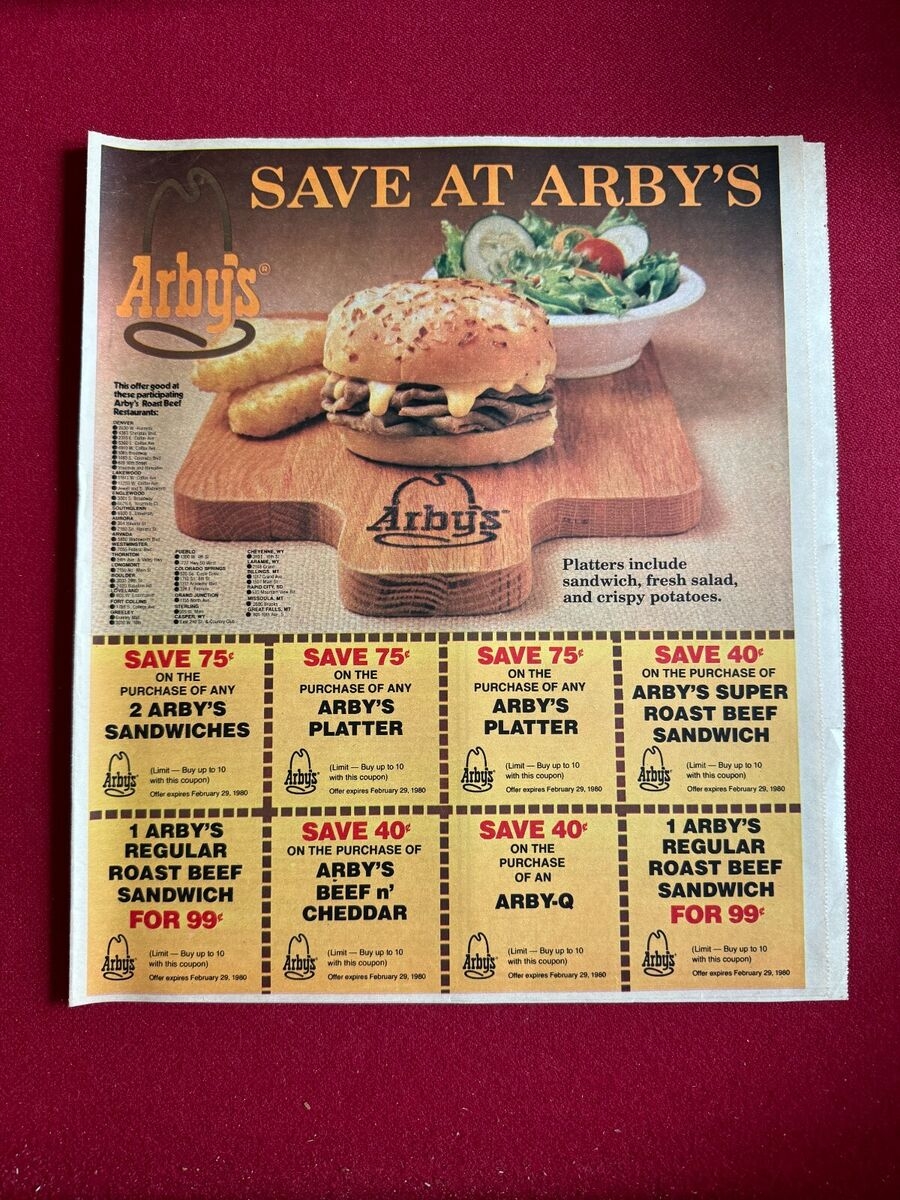 SAVE AT ARBY'S
Arby's®
This offer good at
these participating
Arby's Roast Beef
Restaurants:
DENVER
LAKEWOOD
ENGLEWOOD
SOUTHGLENN
AURORA
ARVADA
WESTMINSTER
THORNTON
LONGMONT
BOULDER
LOVELAND
FORT COLLINS
GREELEY
PUEBLO
COLORADO SPRINGS
GRAND JUNCTION
STERLING
CASPER, WY
CHEYENNE, WY
LARAMIE, WY
BILLINGS, MT
RAPID CITY, SD
MISSOULA, MT
GREAT FALLS, MT
Arby's
Platters include
sandwich, fresh salad,
and crispy potatoes.
SAVE 75¢
ON THE
PURCHASE OF ANY
2 ARBY'S
SANDWICHES
Arby's
(Limit — Buy up to 10
with this coupon)
Offer expires February 29, 1980
SAVE 75¢
ON THE
PURCHASE OF ANY
ARBY'S
PLATTER
Arby's
(Limit — Buy up to 10
with this coupon)
Offer expires February 29, 1980
SAVE 75¢
ON THE
PURCHASE OF ANY
ARBY'S
PLATTER
Arby's
(Limit — Buy up to 10
with this coupon)
Offer expires February 29, 1980
SAVE 40¢
ON THE PURCHASE OF
ARBY'S SUPER
ROAST BEEF
SANDWICH
Arby's
(Limit — Buy up to 10
with this coupon)
Offer expires February 29, 1980
1 ARBY'S
REGULAR
ROAST BEEF
SANDWICH
FOR 99¢
Arby's
(Limit — Buy up to 10
with this coupon)
Offer expires February 29, 1980
SAVE 40¢
ON THE PURCHASE OF
ARBY'S
BEEF n'
CHEDDAR
Arby's
(Limit — Buy up to 10
with this coupon)
Offer expires February 29, 1980
SAVE 40¢
ON THE
PURCHASE
OF AN
ARBY-Q
Arby's
(Limit — Buy up to 10
with this coupon)
Offer expires February 29, 1980
1 ARBY'S
REGULAR
ROAST BEEF
SANDWICH
FOR 99¢
Arby's
(Limit — Buy up to 10
with this coupon)
Offer expires February 29, 1980